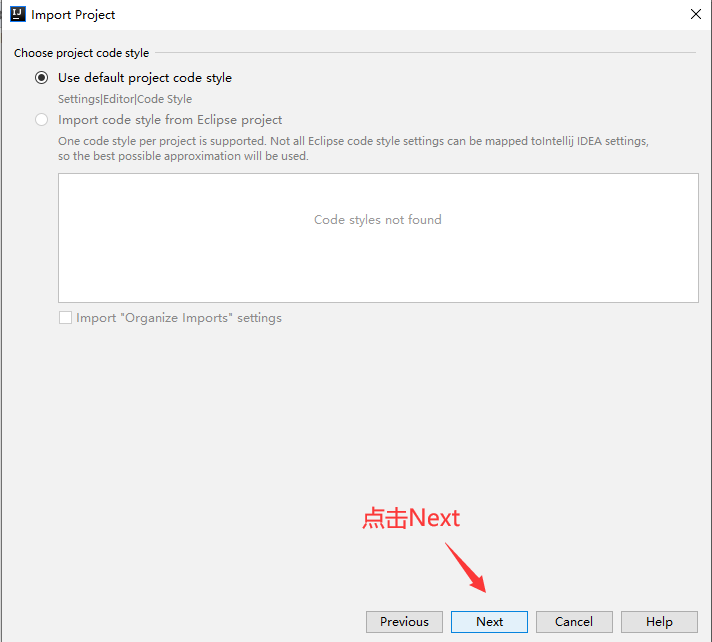 IJ
Import Project
Choose project code style
Use default project code style
Settings|Editor|Code Style
Import code style from Eclipse project
One code style per project is supported. Not all Eclipse code style settings can be mapped toIntellij IDEA settings,
so the best possible approximation will be used.
Code styles not found
Import "Organize Imports" settings
点击Next
Previous
Next
Cancel
Help